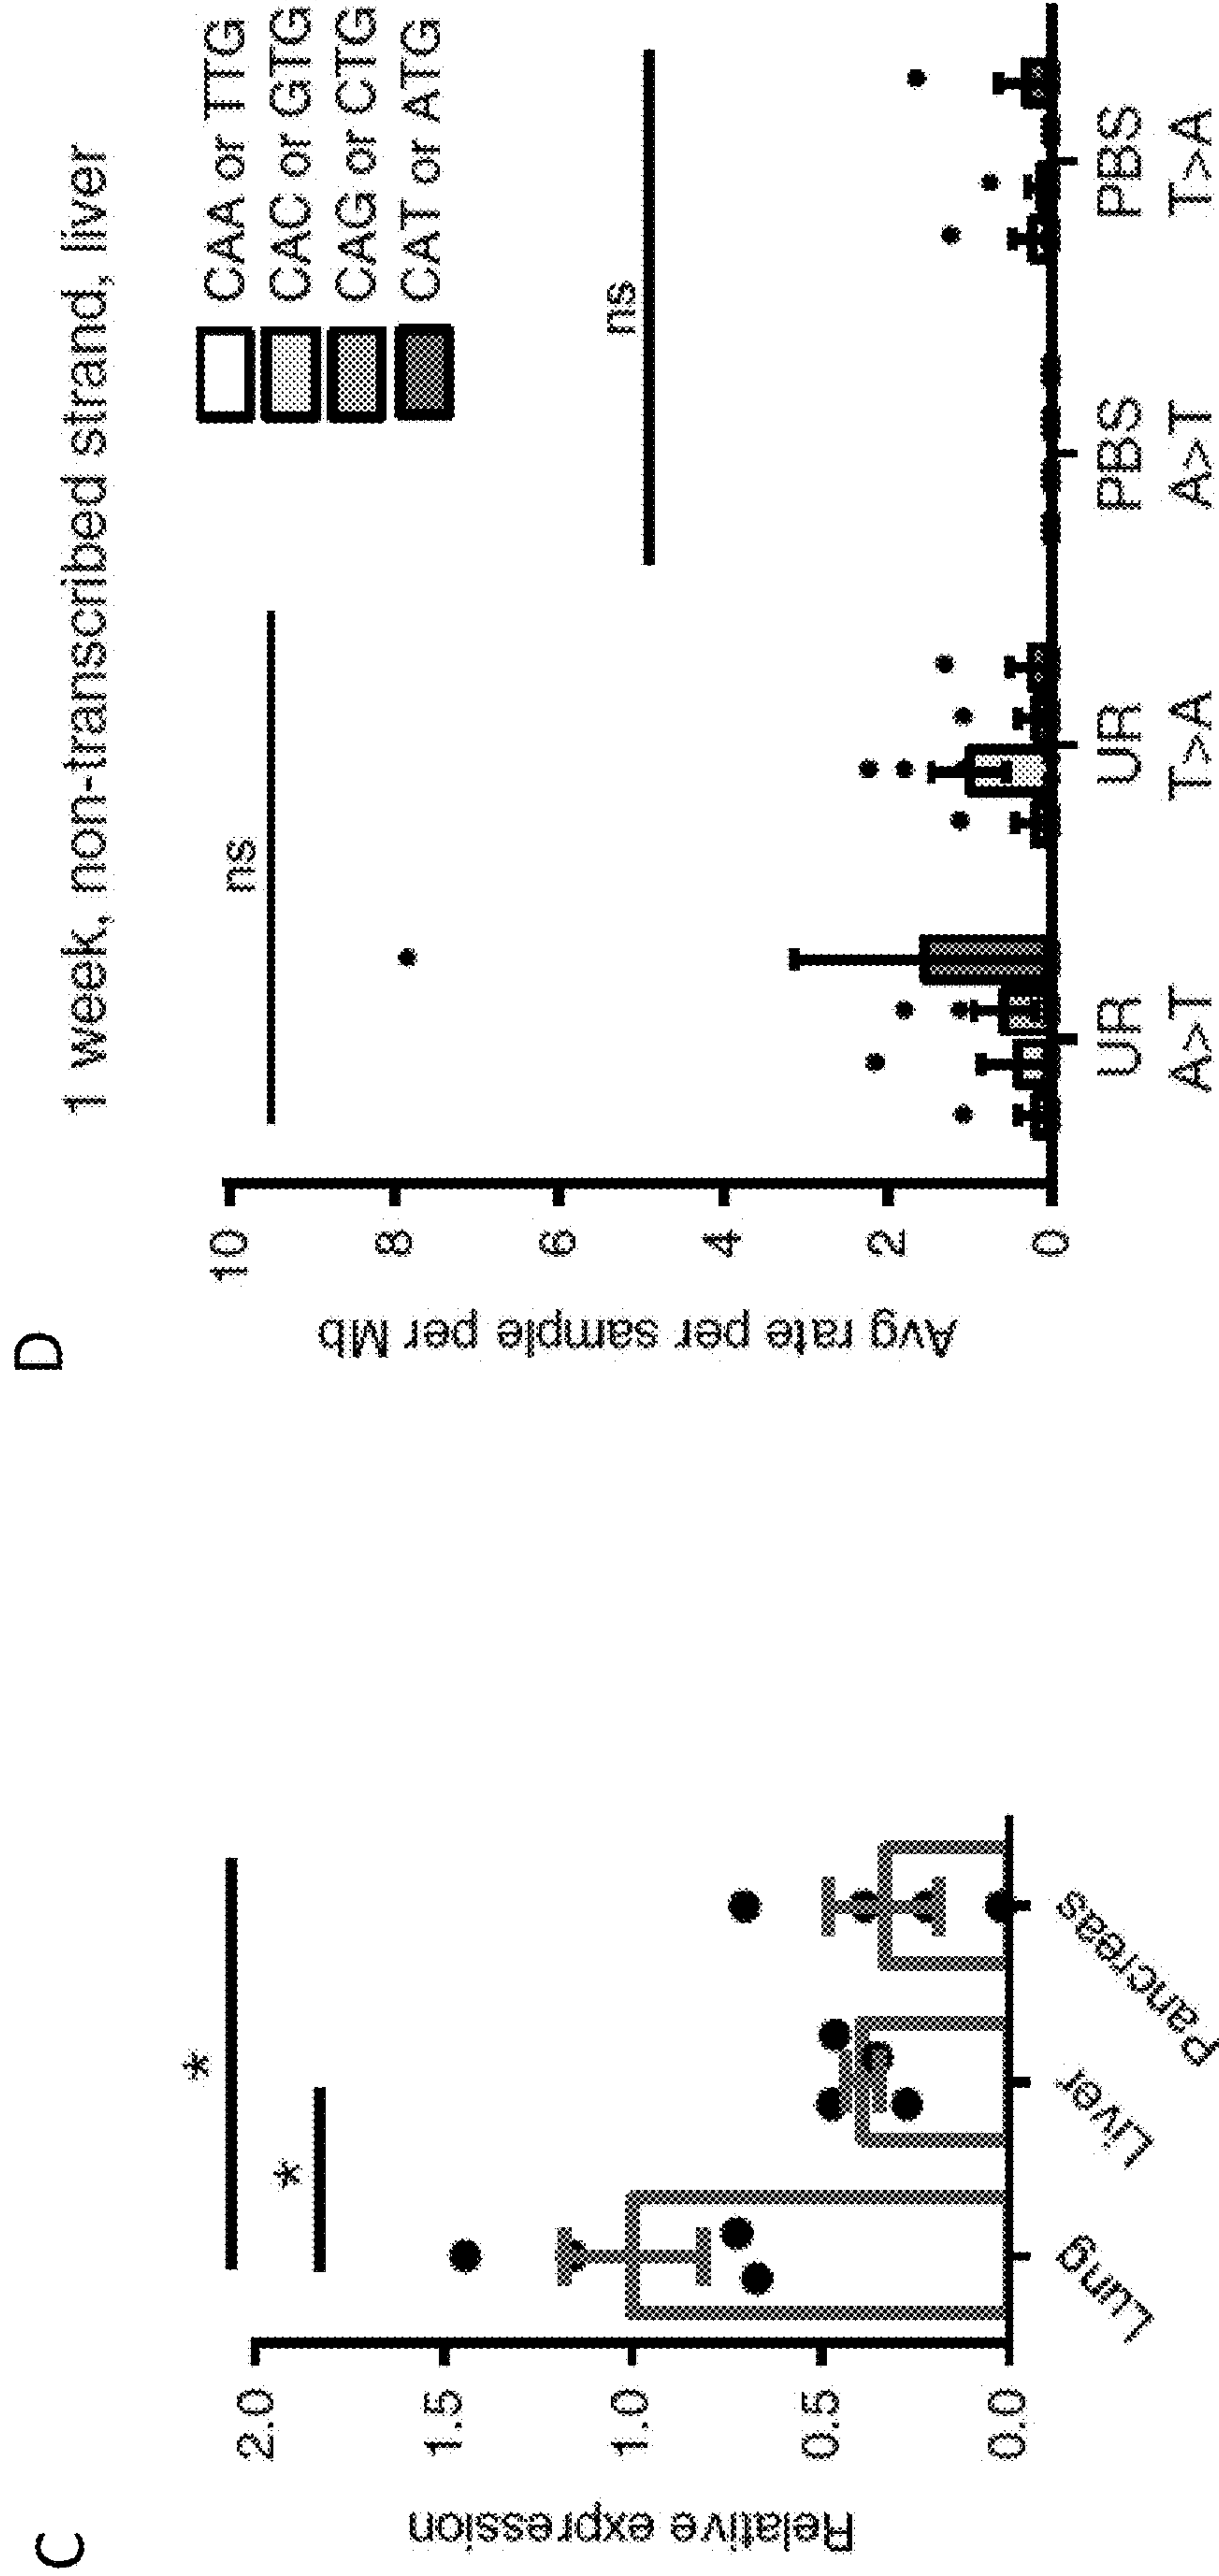 C
Relative expression
2.0
1.5
1.0
0.5
0.0
*
*
Lung
Liver
Pancreas
D
1 week, non-transcribed strand, liver
Avg rate per sample per Mb
10
8
6
4
2
0
ns
ns
CAA or TTG
CAC or GTG
CAG or CTG
CAT or ATG
UR
A>T
UR
T>A
PBS
A>T
PBS
T>A